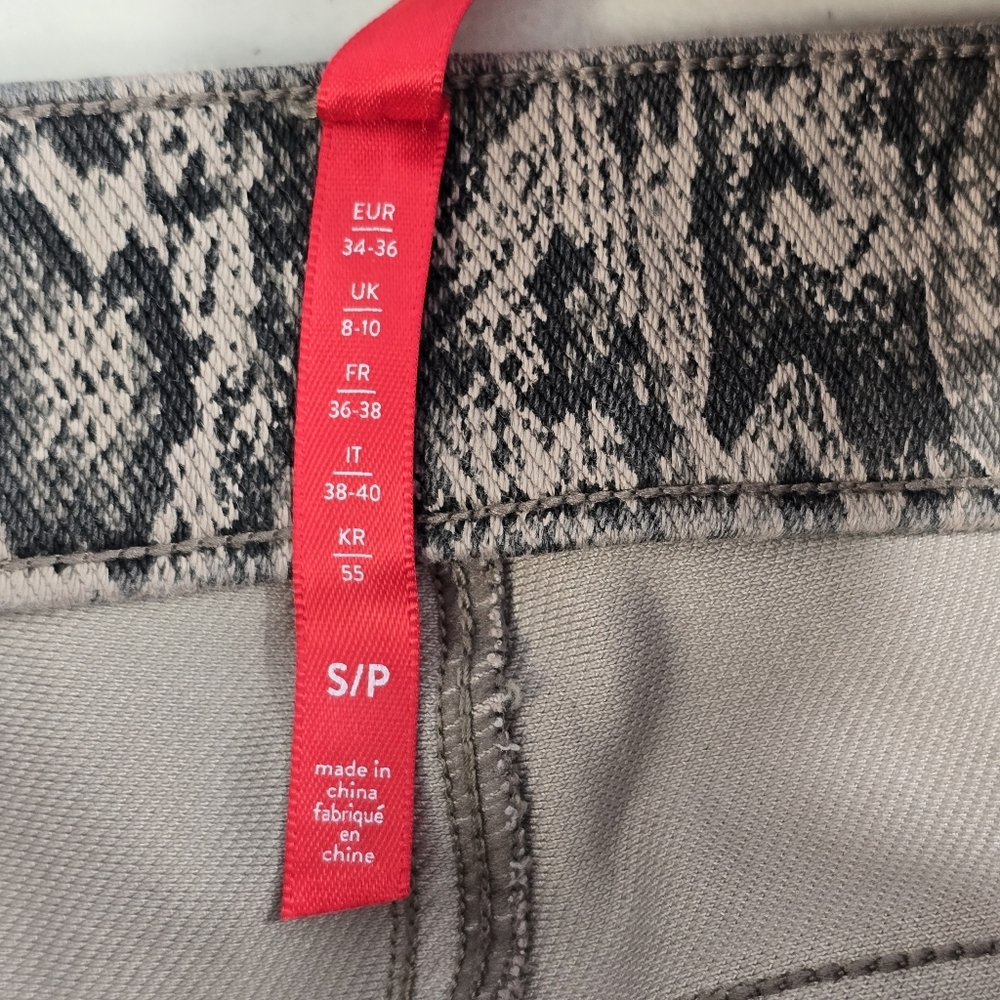 EUR
34-36
UK
8-10
FR
36-38
IT
38-40
KR
55
S/P
made in
china
fabriqué
en
chine